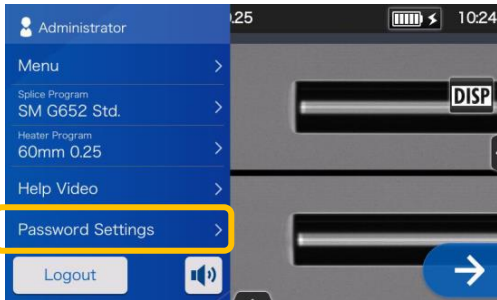 Administrator
.25
10:24
Menu
Splice Program
SM G652 Std.
DISP
Heater Program
60mm 0.25
Help Video
Password Settings
Logout